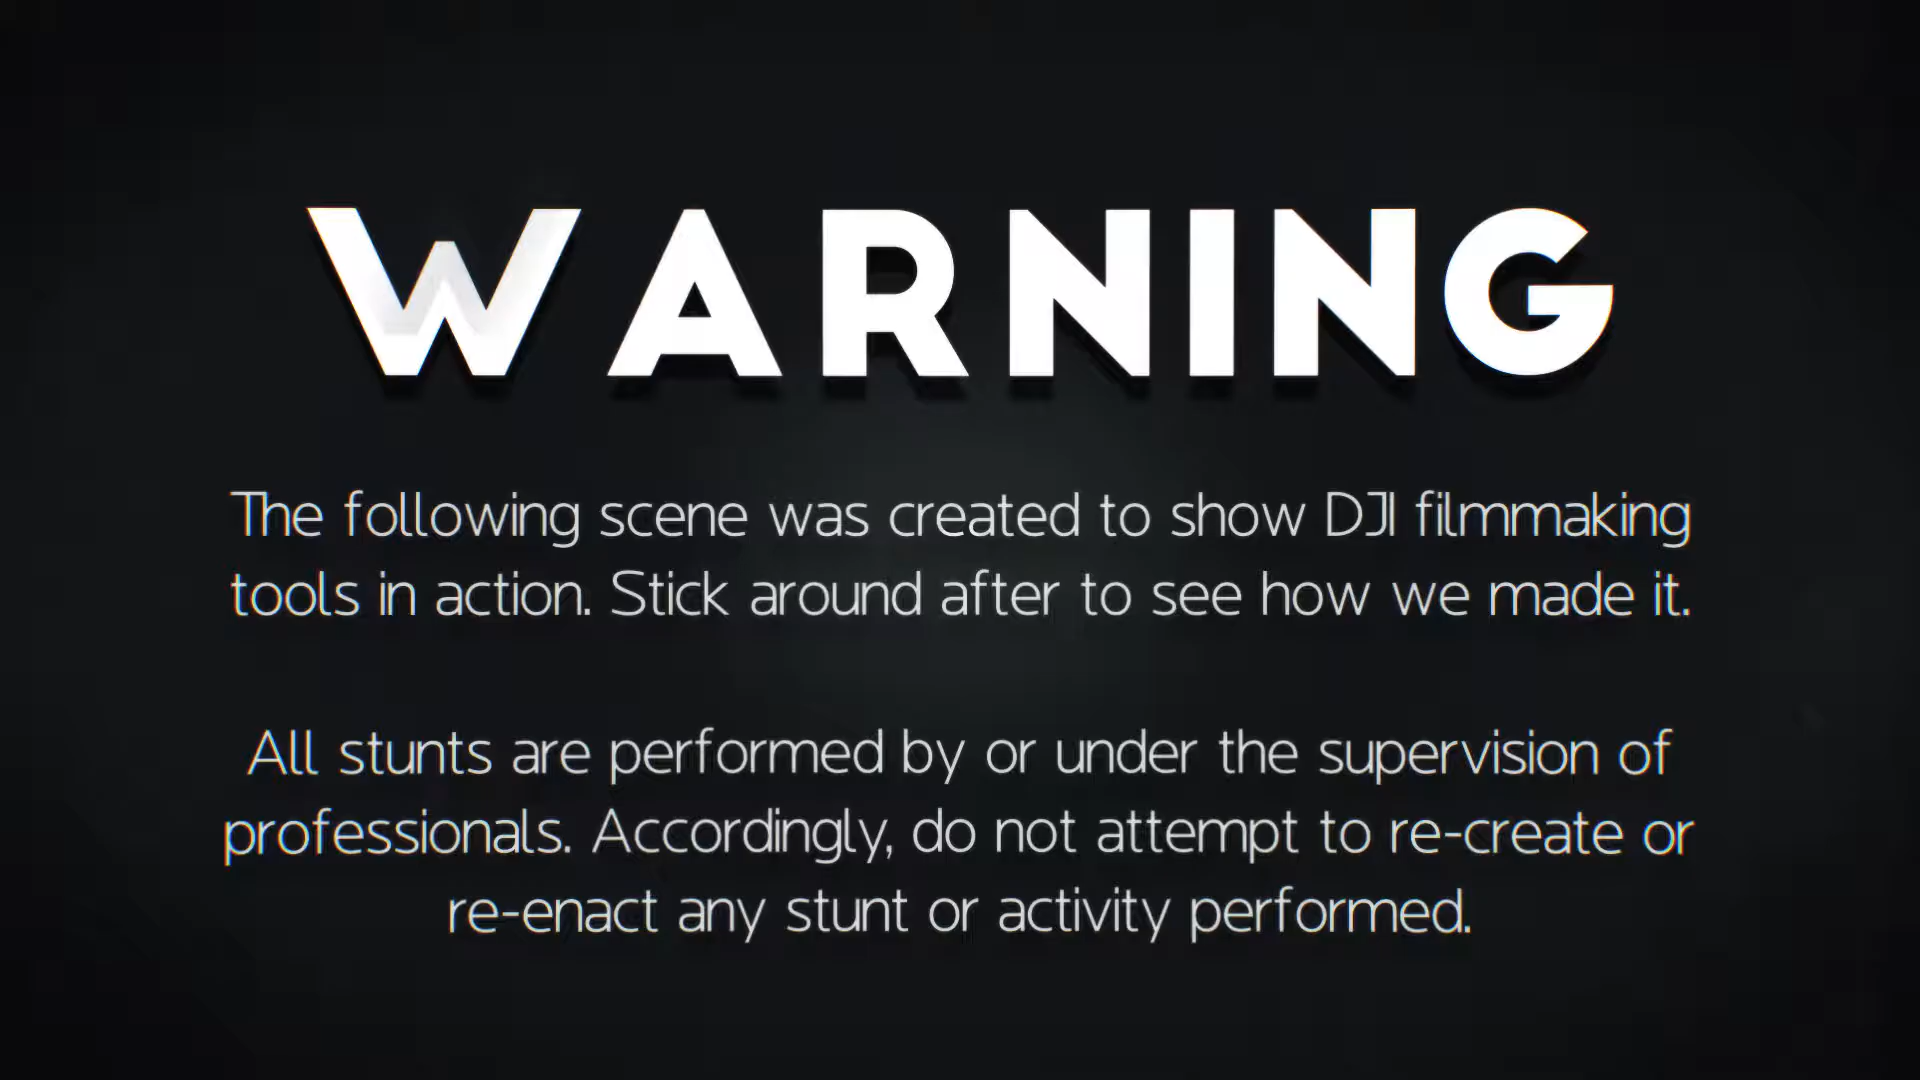 WARNING
The following scene was created to show DJI filmmaking
tools in action. Stick around after to see how we made it.
All stunts are performed by or under the supervision of
professionals. Accordingly, do not attempt to re-create or
re-enact any stunt or activity performed.